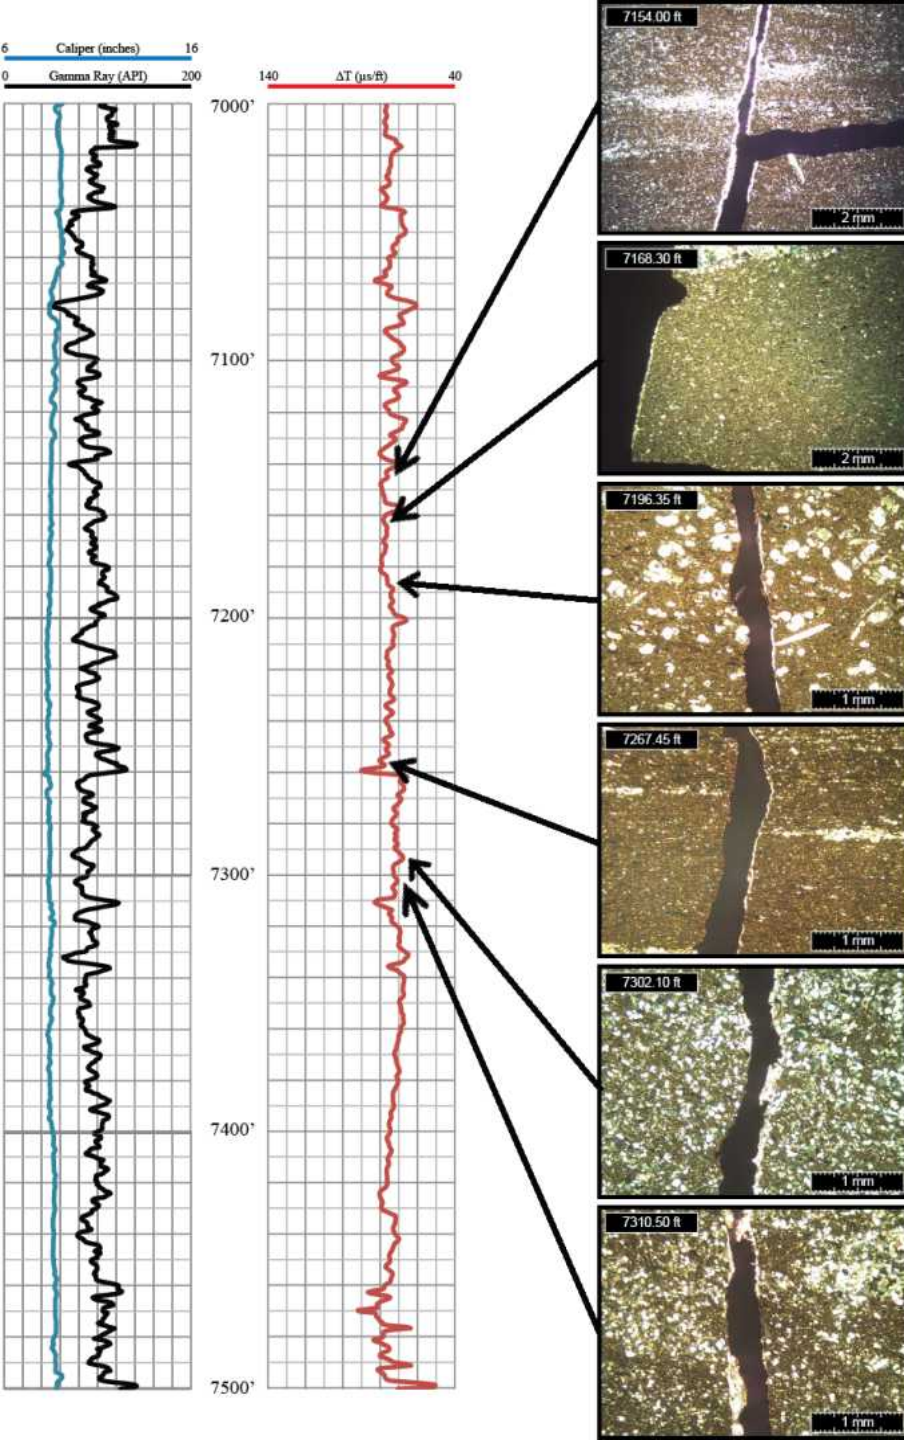 6 Caliper (inches) 16
0 Gamma Ray (API) 200
140 ΔT (µs/ft) 40
7000'
7100'
7200'
7300'
7400'
7500'
7154.00 ft
2 mm
7168.30 ft
2 mm
7196.35 ft
1 mm
7267.45 ft
1 mm
7302.10 ft
1 mm
7310.50 ft
1 mm